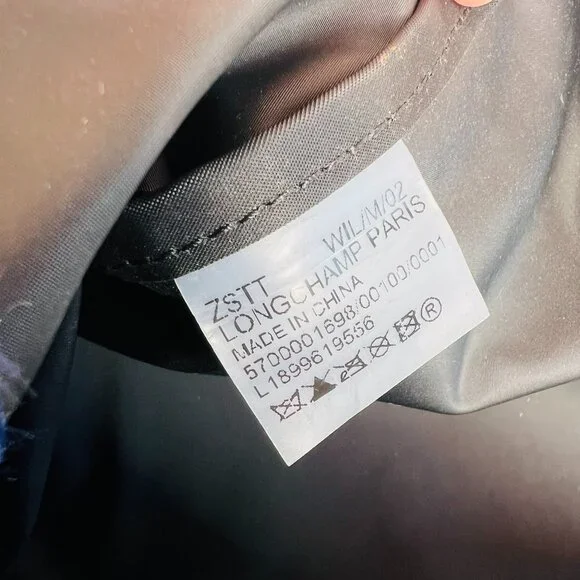 ZSTT WIL/M/02
LONGCHAMP PARIS
MADE IN CHINA
5700001698/00100/0001
L1899619556
®